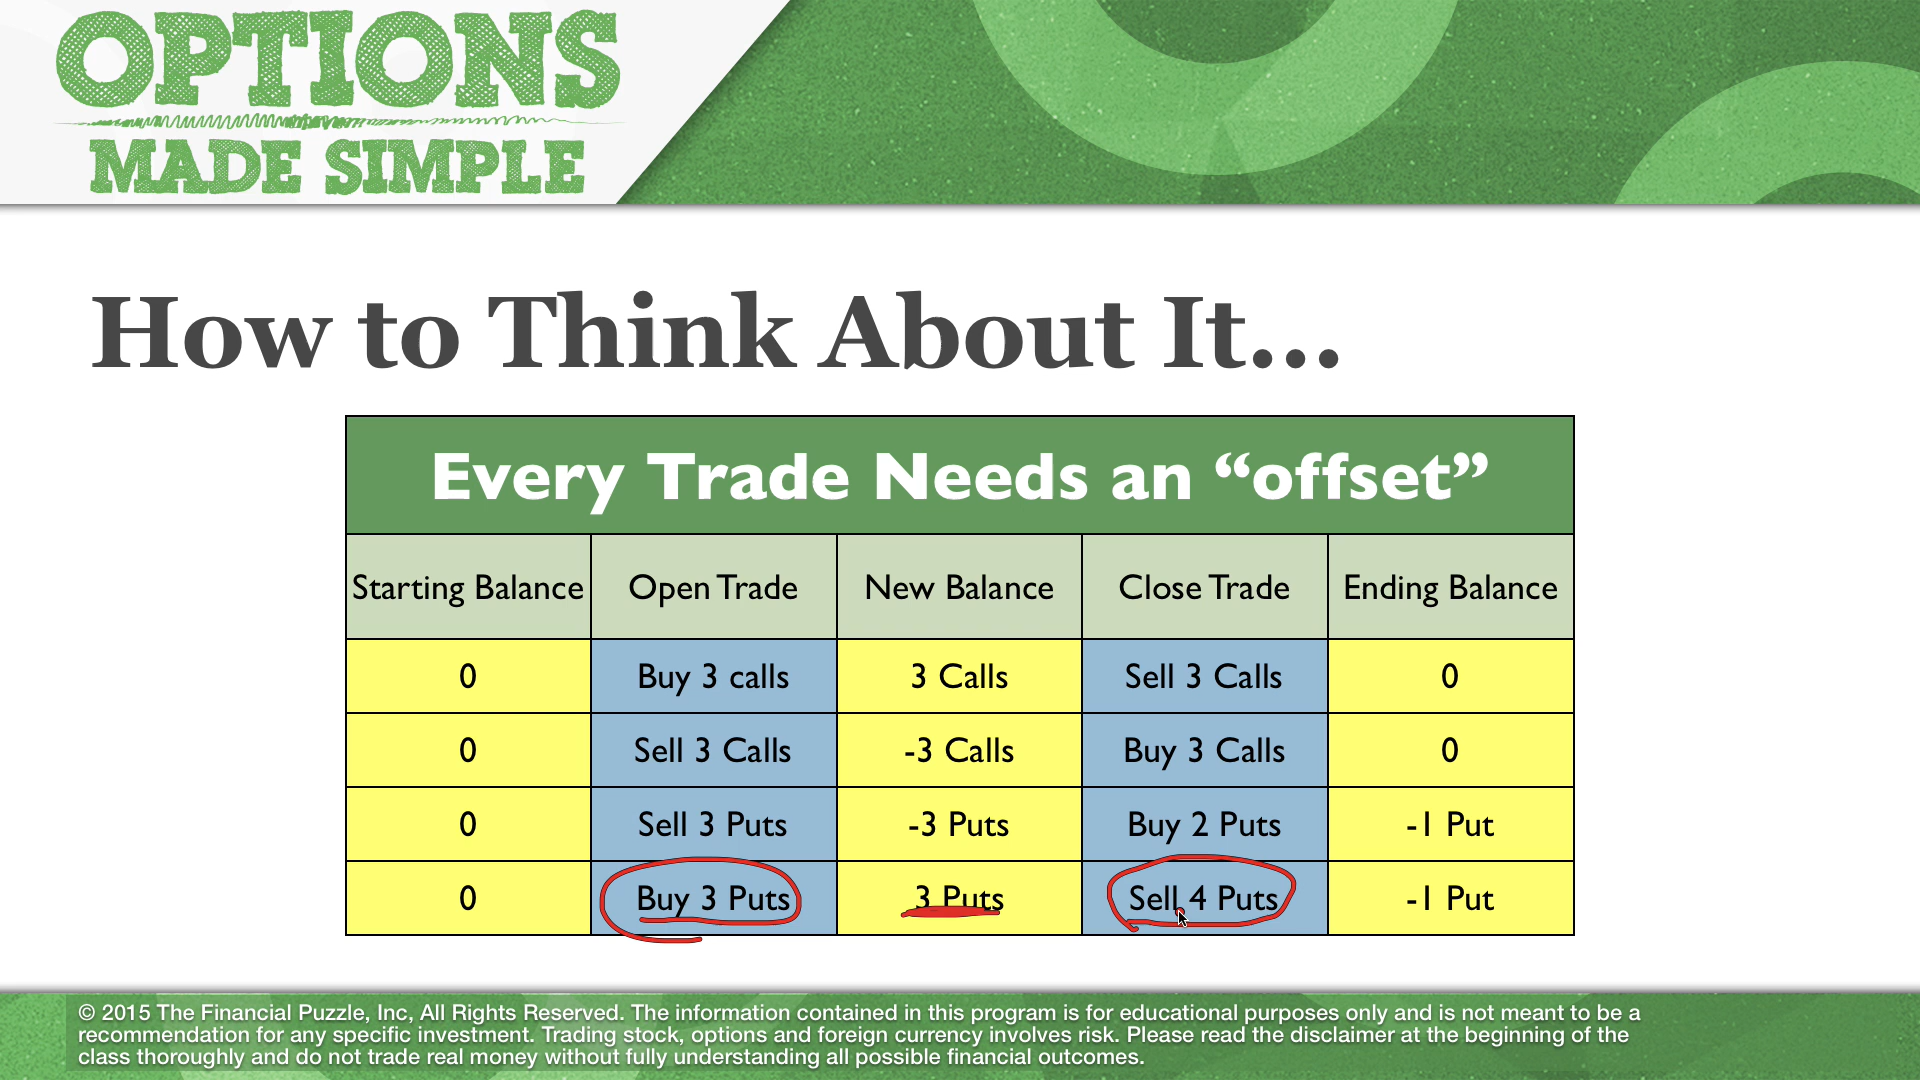 OPTIONS
MADE SIMPLE
How to Think About It...
Every Trade Needs an “offset”
Starting Balance Open Trade New Balance Close Trade Ending Balance
0 Buy 3 calls 3 Calls Sell 3 Calls 0
0 Sell 3 Calls -3 Calls Buy 3 Calls 0
0 Sell 3 Puts -3 Puts Buy 2 Puts -1 Put
0 Buy 3 Puts 3 Puts Sell 4 Puts -1 Put
© 2015 The Financial Puzzle, Inc, All Rights Reserved. The information contained in this program is for educational purposes only and is not meant to be a
recommendation for any specific investment. Trading stock, options and foreign currency involves risk. Please read the disclaimer at the beginning of the
class thoroughly and do not trade real money without fully understanding all possible financial outcomes.